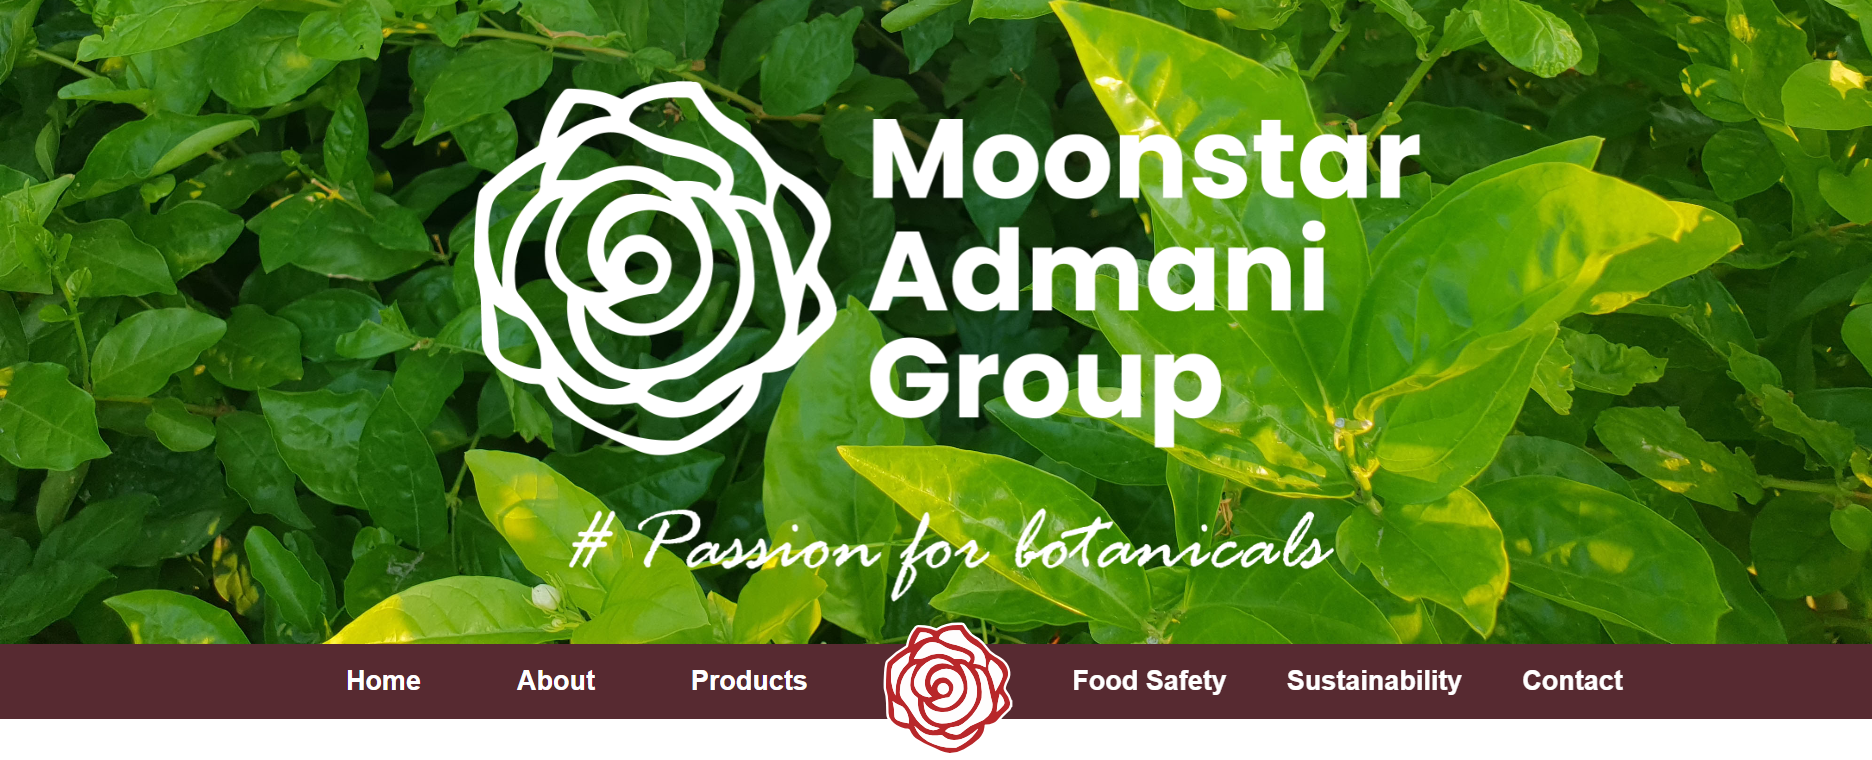 Moonstar
Admani
Group
# Passion for botanicals
Home About Products Food Safety Sustainability Contact